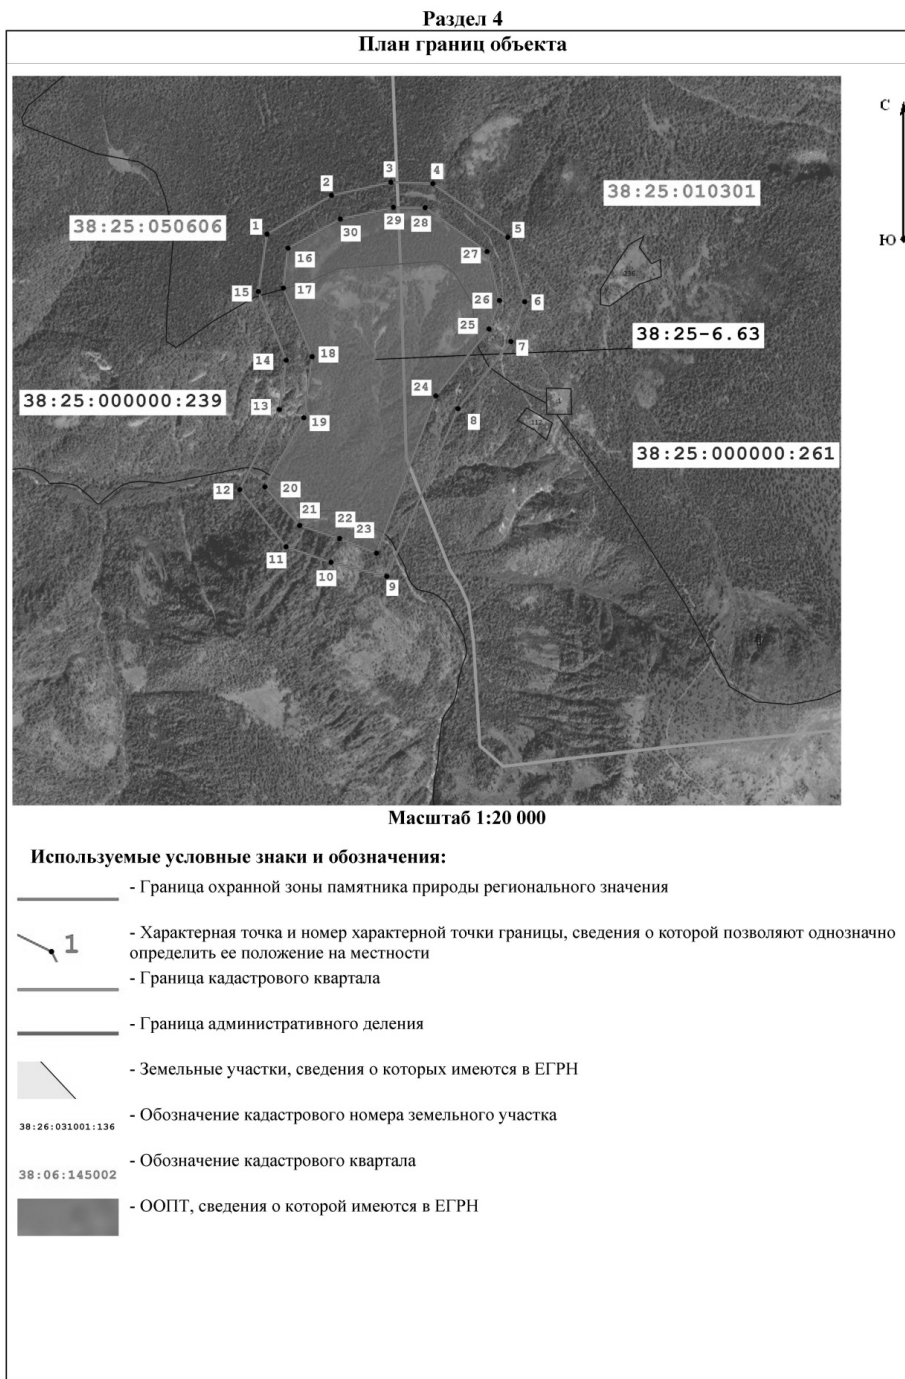 Раздел 4
План границ объекта
С
Ю
3
4
2
38:25:010301
29
28
38:25:050606
1
30
5
16
27
236
17
15
26
6
25
38:25-6.63
7
14
18
24
38:25:000000:239
13
8
19
112
38:25:000000:261
12
20
21
22
23
11
10
9
Масштаб 1:20 000
Используемые условные знаки и обозначения:
- Граница охранной зоны памятника природы регионального значения
1
- Характерная точка и номер характерной точки границы, сведения о которой позволяют однозначно
определить ее положение на местности
- Граница кадастрового квартала
- Граница административного деления
- Земельные участки, сведения о которых имеются в ЕГРН
38:26:031001:136
- Обозначение кадастрового номера земельного участка
38:06:145002
- Обозначение кадастрового квартала
- ООПТ, сведения о которой имеются в ЕГРН